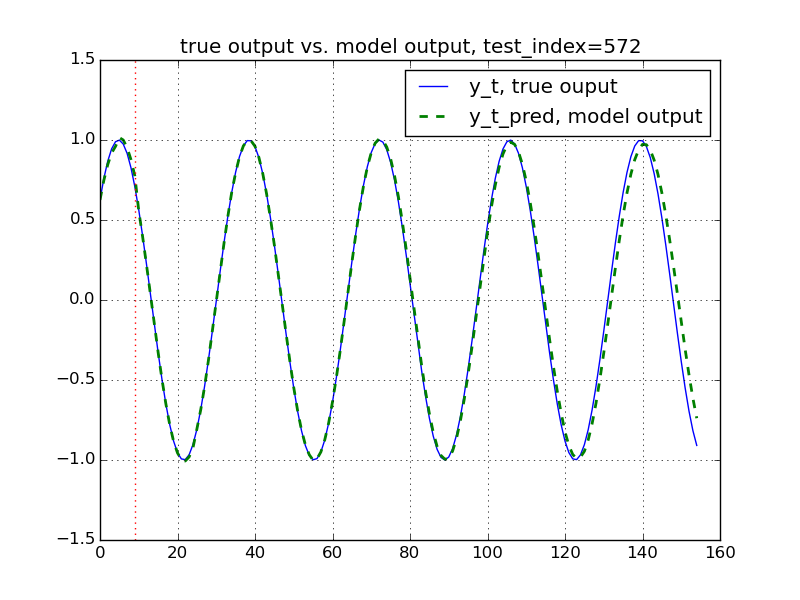 true output vs. model output, test_index=572
y_t, true ouput
y_t_pred, model output
1.5
1.0
0.5
0.0
−0.5
−1.0
−1.5
0 20 40 60 80 100 120 140 160